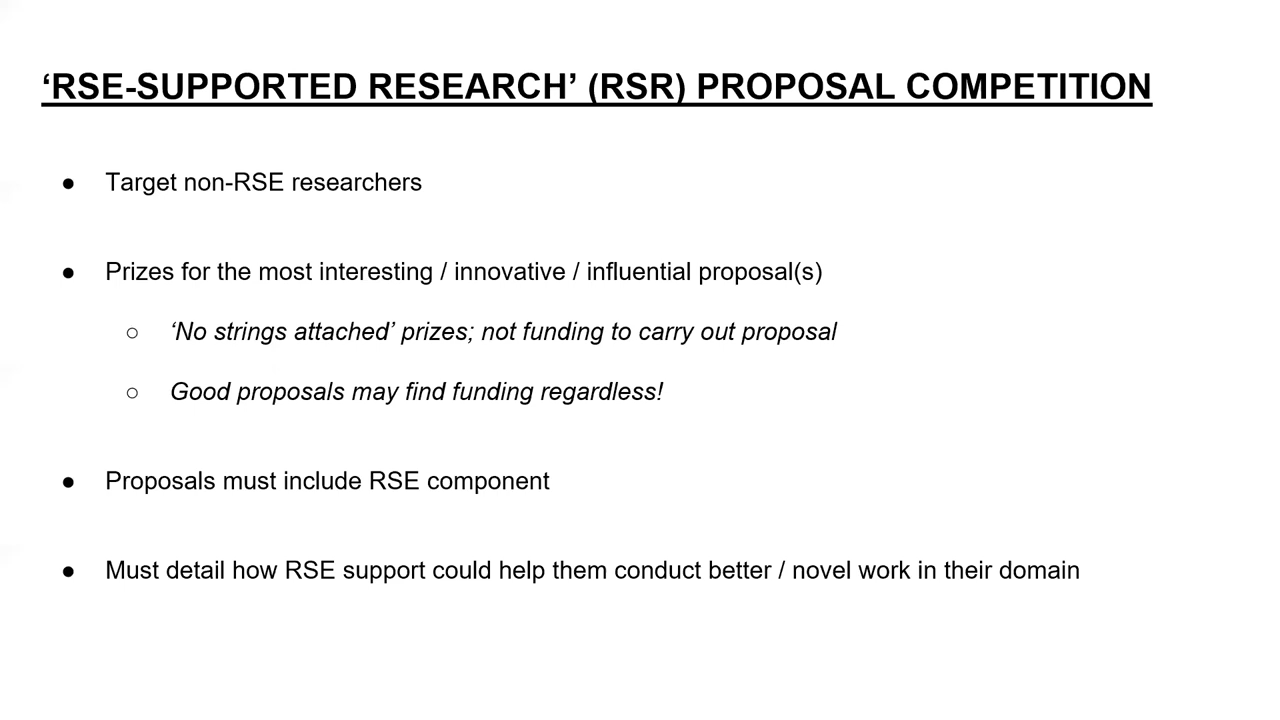 ‘RSE-SUPPORTED RESEARCH’ (RSR) PROPOSAL COMPETITION
● Target non-RSE researchers
● Prizes for the most interesting / innovative / influential proposal(s)
○ ‘No strings attached’ prizes; not funding to carry out proposal
○ Good proposals may find funding regardless!
● Proposals must include RSE component
● Must detail how RSE support could help them conduct better / novel work in their domain